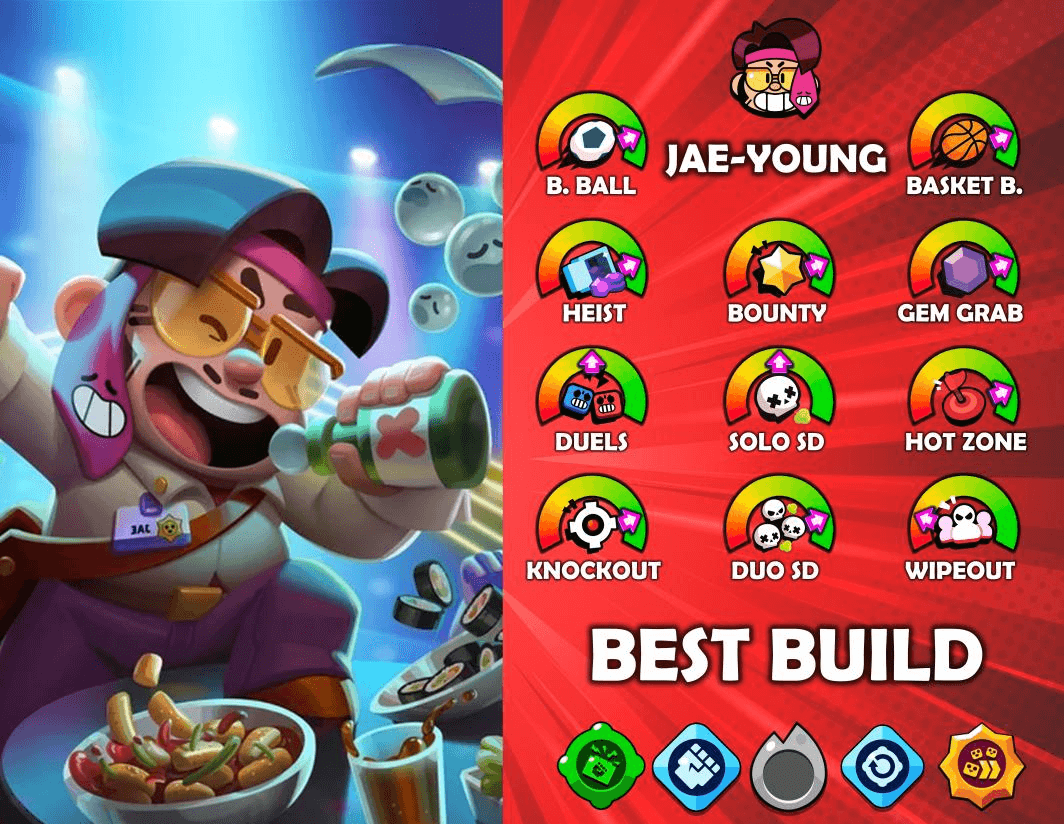 JAE-YOUNG
B. BALL
BASKET B.
HEIST
BOUNTY
GEM GRAB
DUELS
SOLO SD
HOT ZONE
KNOCKOUT
DUO SD
WIPEOUT
BEST BUILD
JAE